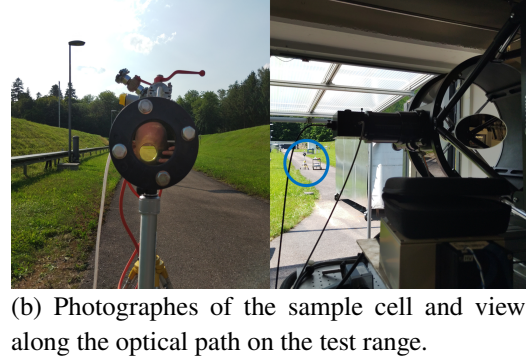 (b) Photographes of the sample cell and view
along the optical path on the test range.